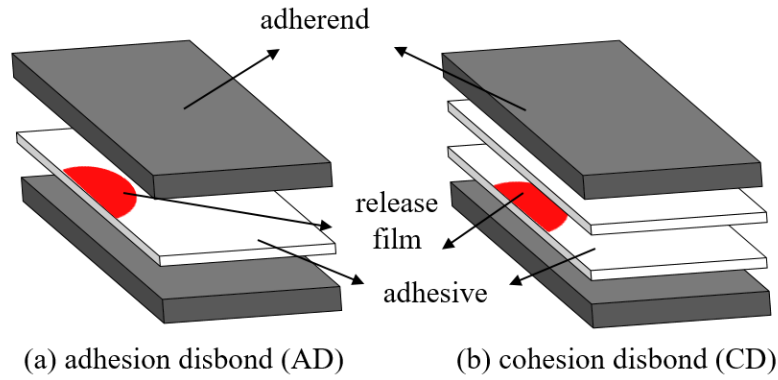 adherend
release
film
adhesive
(a) adhesion disbond (AD)
(b) cohesion disbond (CD)